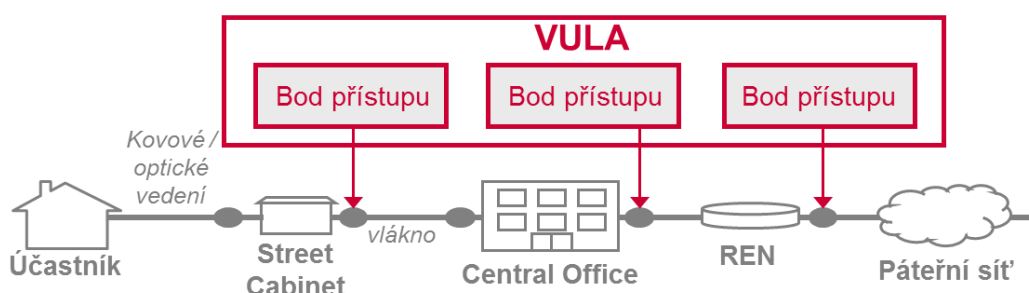 VULA
Bod přístupu
Bod přístupu
Bod přístupu
Kovové /
optické
vedení
vlákno
Účastník
Street
Cabinet
Central Office
REN
Páteřní síť